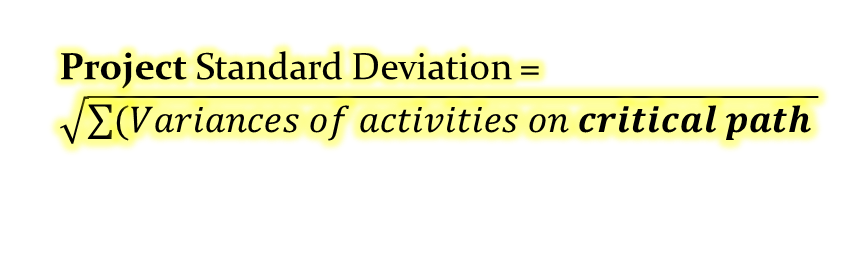 Project Standard Deviation =
√∑(Variances of activities on critical path